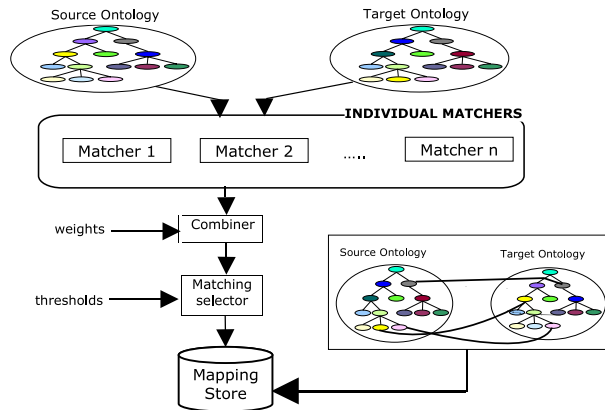 Source Ontology
Target Ontology
INDIVIDUAL MATCHERS
Matcher 1
Matcher 2
.....
Matcher n
weights
Combiner
Source Ontology
Target Ontology
thresholds
Matching
selector
Mapping
Store